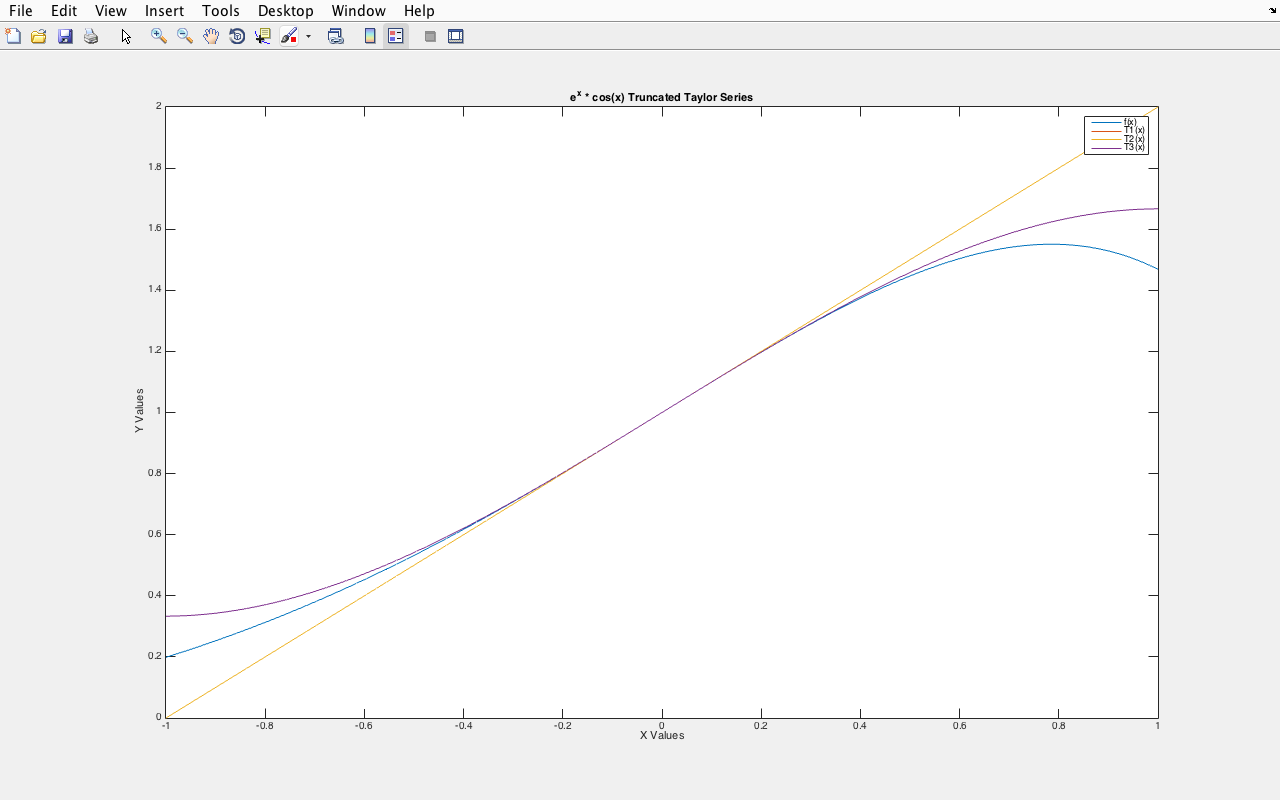 File Edit View Insert Tools Desktop Window Help
e^x * cos(x) Truncated Taylor Series
2
1.8
1.6
1.4
1.2
1
0.8
0.6
0.4
0.2
0
Y Values
f(x)
T1(x)
T2(x)
T3(x)
-1 -0.8 -0.6 -0.4 -0.2 0 0.2 0.4 0.6 0.8 1
X Values